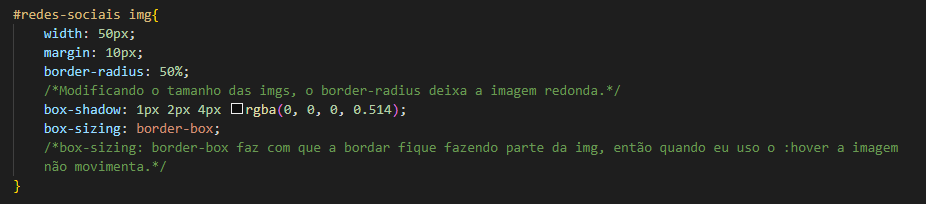 #redes-sociais img{
    width: 50px;
    margin: 10px;
    border-radius: 50%;
    /*Modificando o tamanho das imgs, o border-radius deixa a imagem redonda.*/
    box-shadow: 1px 2px 4px rgba(0, 0, 0, 0.514);
    box-sizing: border-box;
    /*box-sizing: border-box faz com que a bordar fique fazendo parte da img, então quando eu uso o :hover a imagem
    não movimenta.*/
}